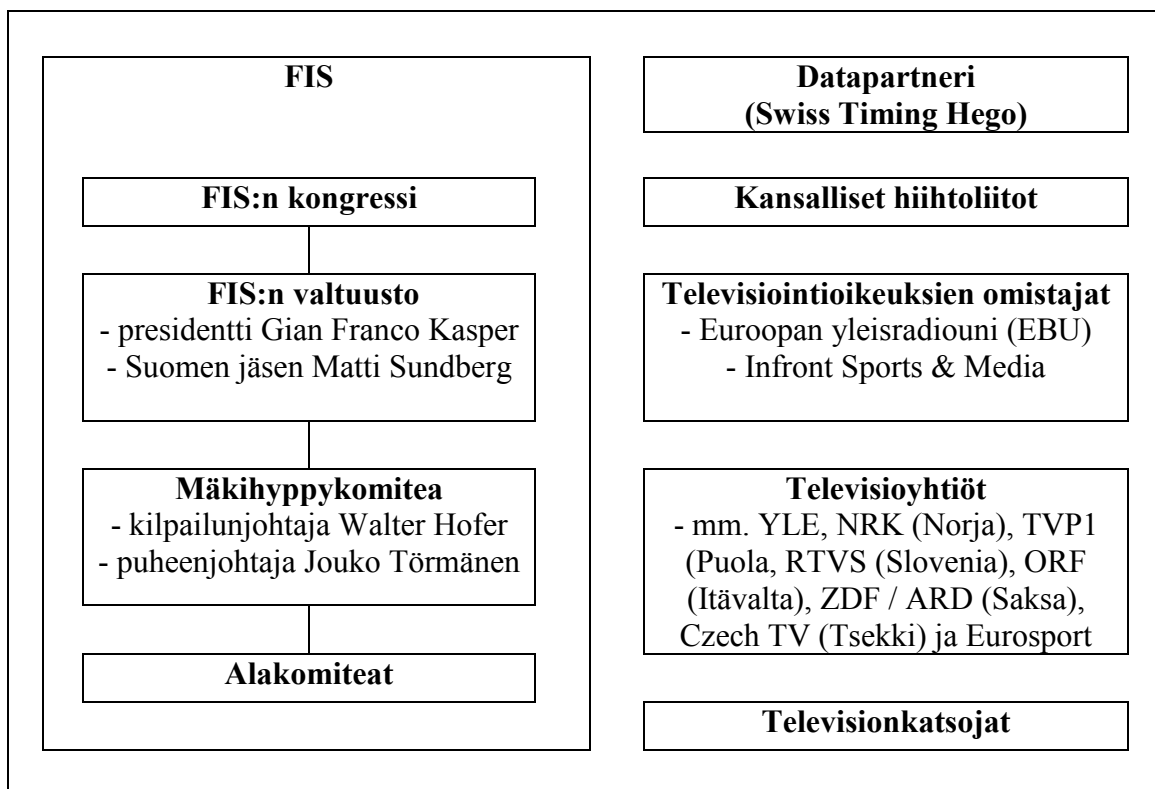 FIS
FIS:n kongressi
FIS:n valtuusto
- presidentti Gian Franco Kasper
- Suomen jäsen Matti Sundberg
Mäkihyppykomitea
- kilpailunjohtaja Walter Hofer
- puheenjohtaja Jouko Törmänen
Alakomiteat
Datapartneri
(Swiss Timing Hego)
Kansalliset hiihtoliitot
Televisiointioikeuksien omistajat
- Euroopan yleisradiouni (EBU)
- Infront Sports & Media
Televisioyhtiöt
- mm. YLE, NRK (Norja), TVP1
(Puola, RTVS (Slovenia), ORF
(Itävalta), ZDF / ARD (Saksa),
Czech TV (Tsekki) ja Eurosport
Televisionkatsojat